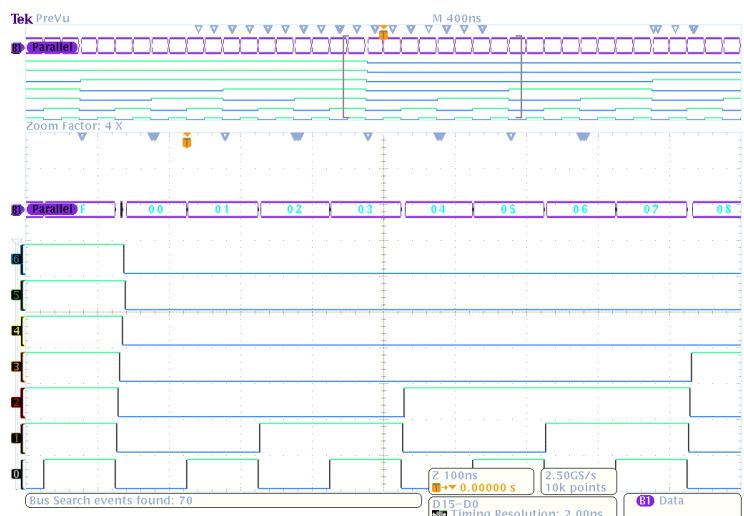 Tek PreVu M 400ns
B1 Parallel
Zoom Factor: 4 X
B1 Parallel F 00 01 02 03 04 05 06 07 08
6
5
4
3
2
1
0
Z 100ns
T→▼ 0.00000 s
2.50GS/s
10k points
Bus Search events found: 70
D15-D0
Timing Resolution: 2.00ns
B1 Data